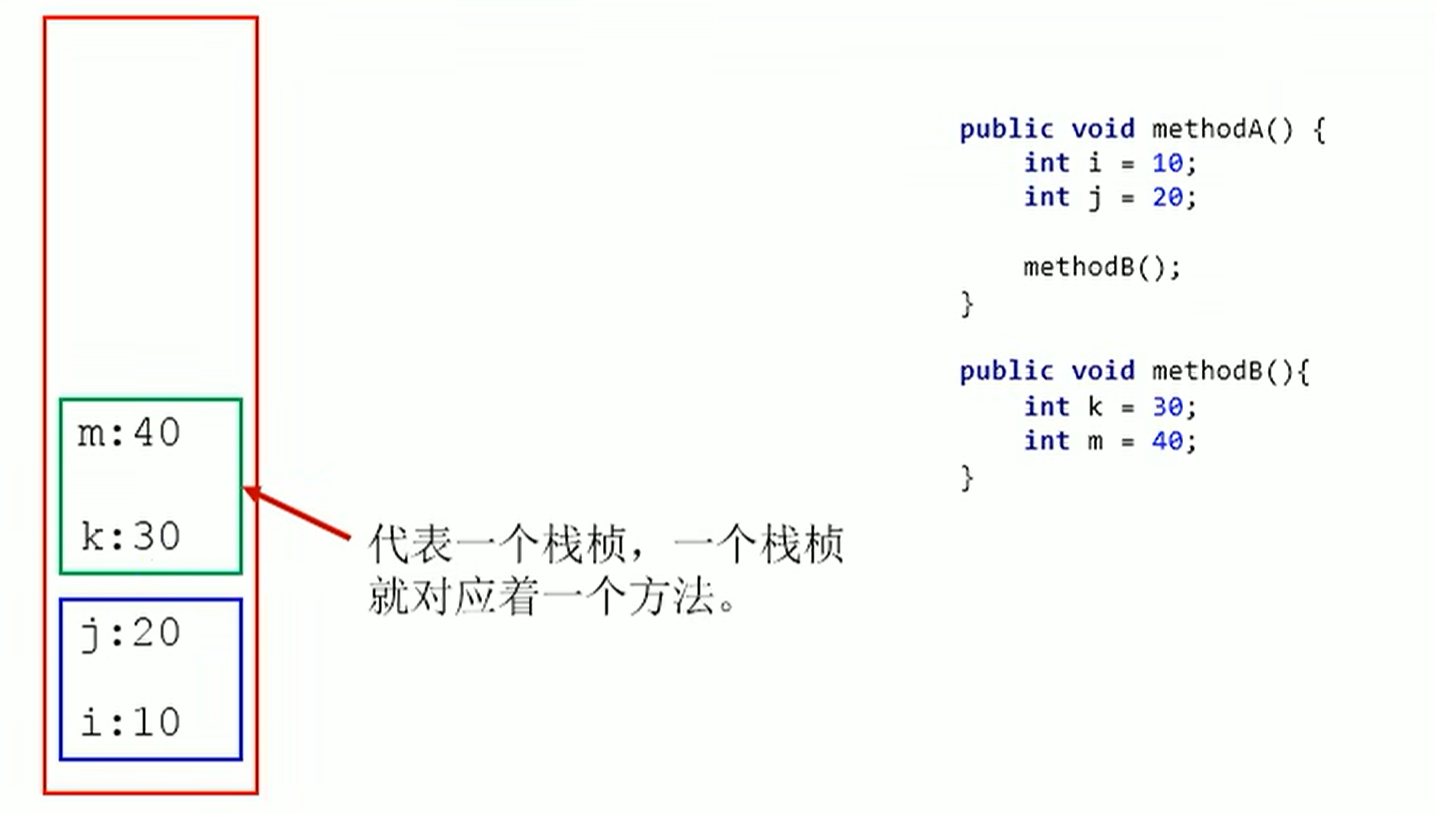 m:40
k:30
j:20
i:10
代表一个栈桢，一个栈桢
就对应着一个方法。
public void methodA() {
    int i = 10;
    int j = 20;
    methodB();
}
public void methodB(){
    int k = 30;
    int m = 40;
}